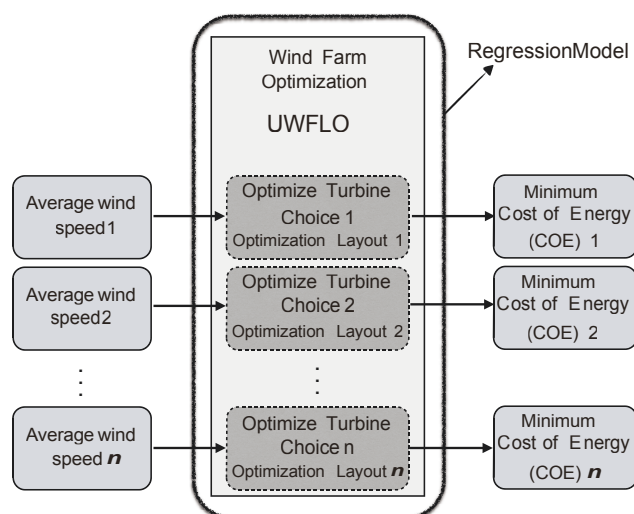 Wind Farm
Optimization
UWFLO
RegressionModel
Average wind
speed1
Optimize Turbine
Choice 1
Optimization Layout 1
Minimum
Cost of Energy
(COE) 1
Average wind
speed2
Optimize Turbine
Choice 2
Optimization Layout 2
Minimum
Cost of Energy
(COE) 2
Average wind
speed n
Optimize Turbine
Choice n
Optimization Layout n
Minimum
Cost of Energy
(COE) n